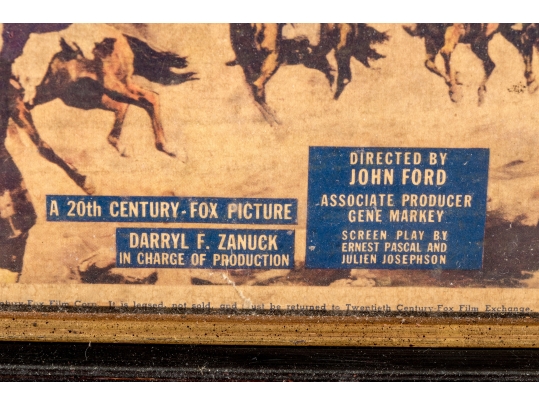 A 20th CENTURY-FOX PICTURE
DARRYL F. ZANUCK
IN CHARGE OF PRODUCTION
DIRECTED BY
JOHN FORD
ASSOCIATE PRODUCER
GENE MARKEY
SCREEN PLAY BY
ERNEST PASCAL AND
JULIEN JOSEPHSON
Fox Film Corp. It is leased, not sold, and must be returned to Twentieth Century-Fox Film Exchange